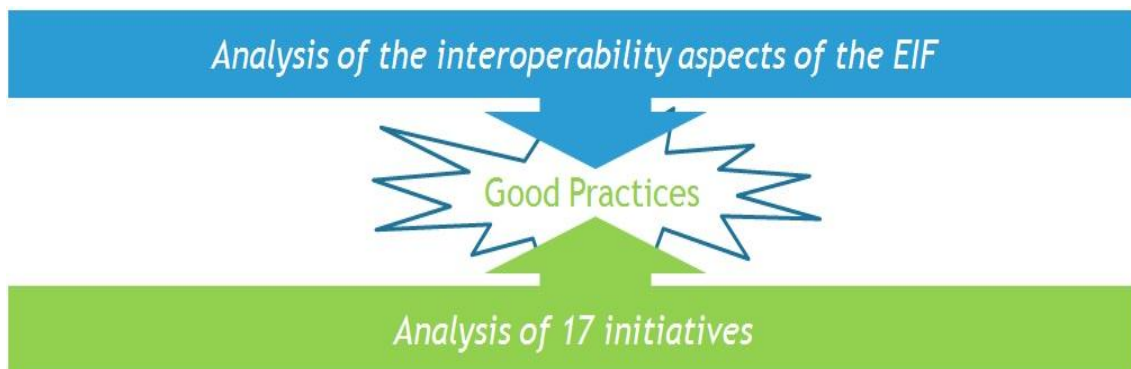 Analysis of the interoperability aspects of the EIF
Good Practices
Analysis of 17 initiatives